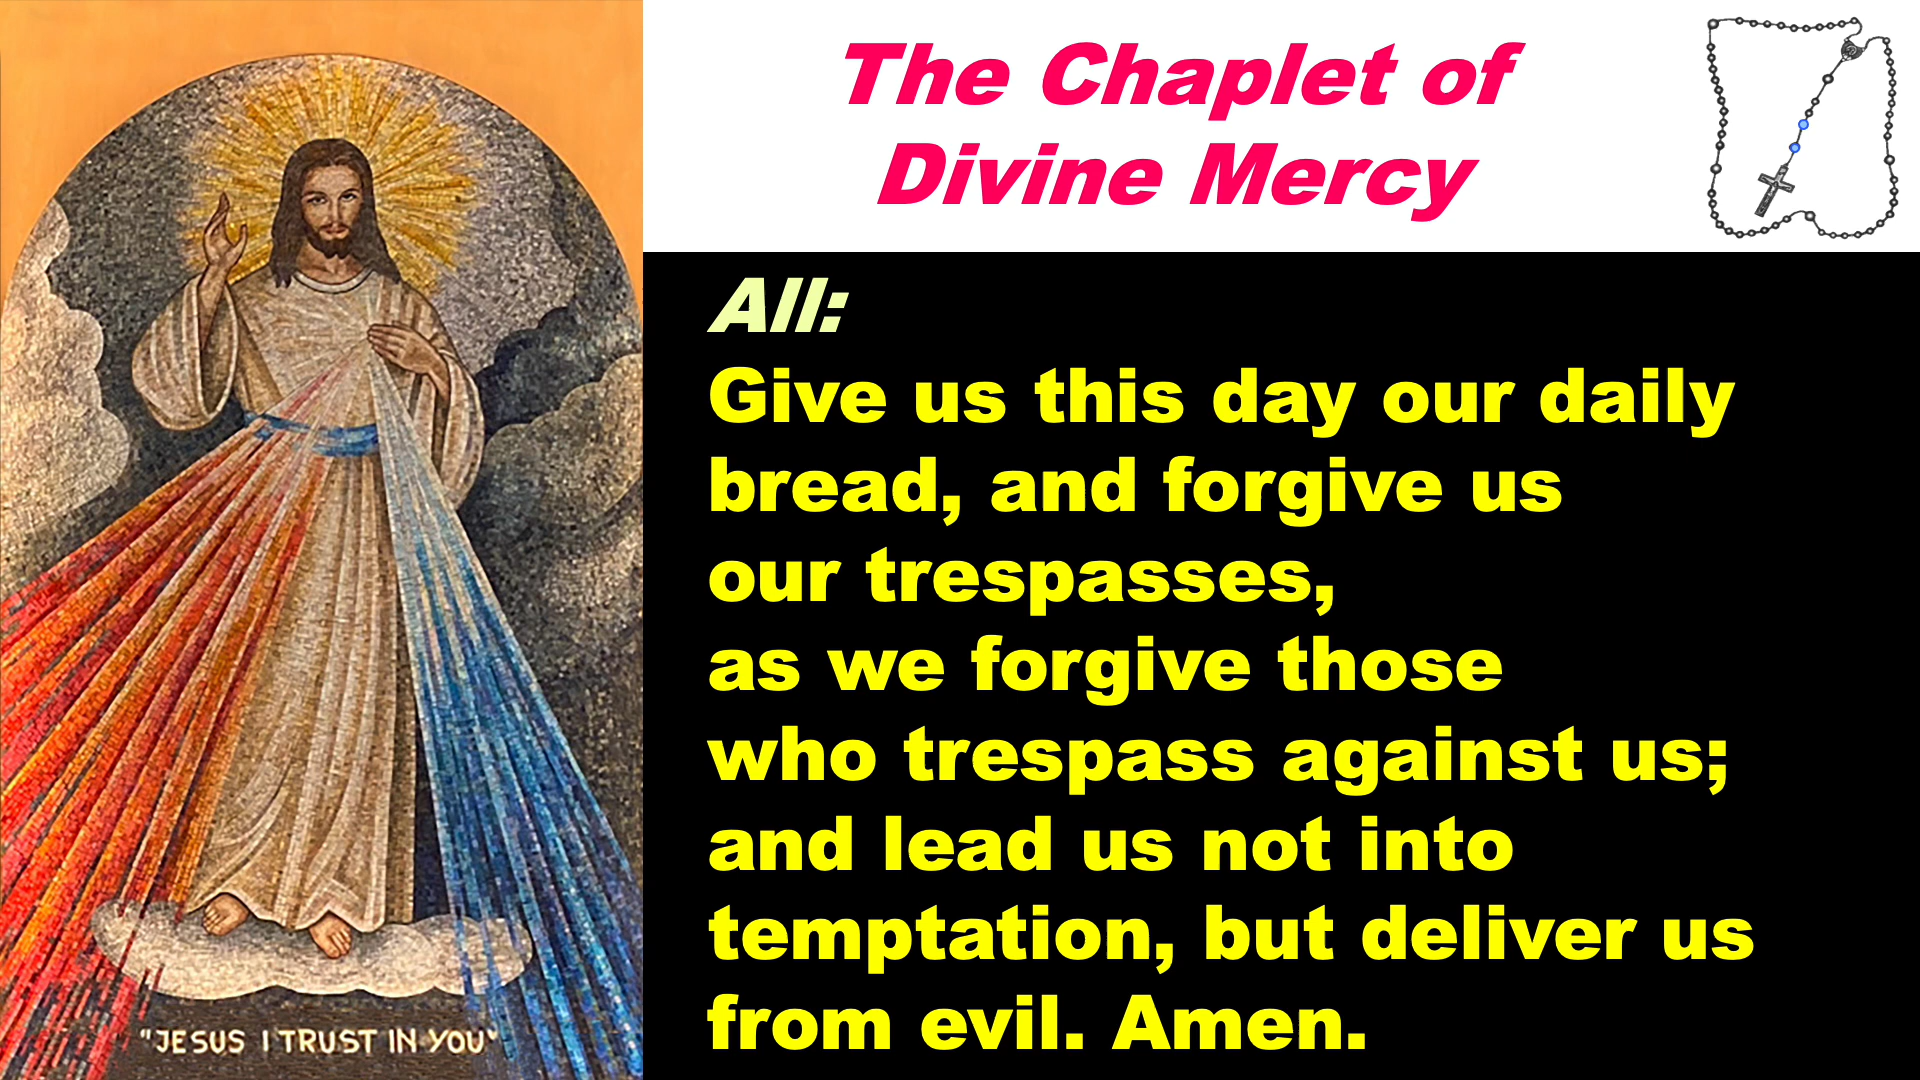 The Chaplet of
Divine Mercy
All:
Give us this day our daily
bread, and forgive us
our trespasses,
as we forgive those
who trespass against us;
and lead us not into
temptation, but deliver us
from evil. Amen.
"JESUS I TRUST IN YOU"